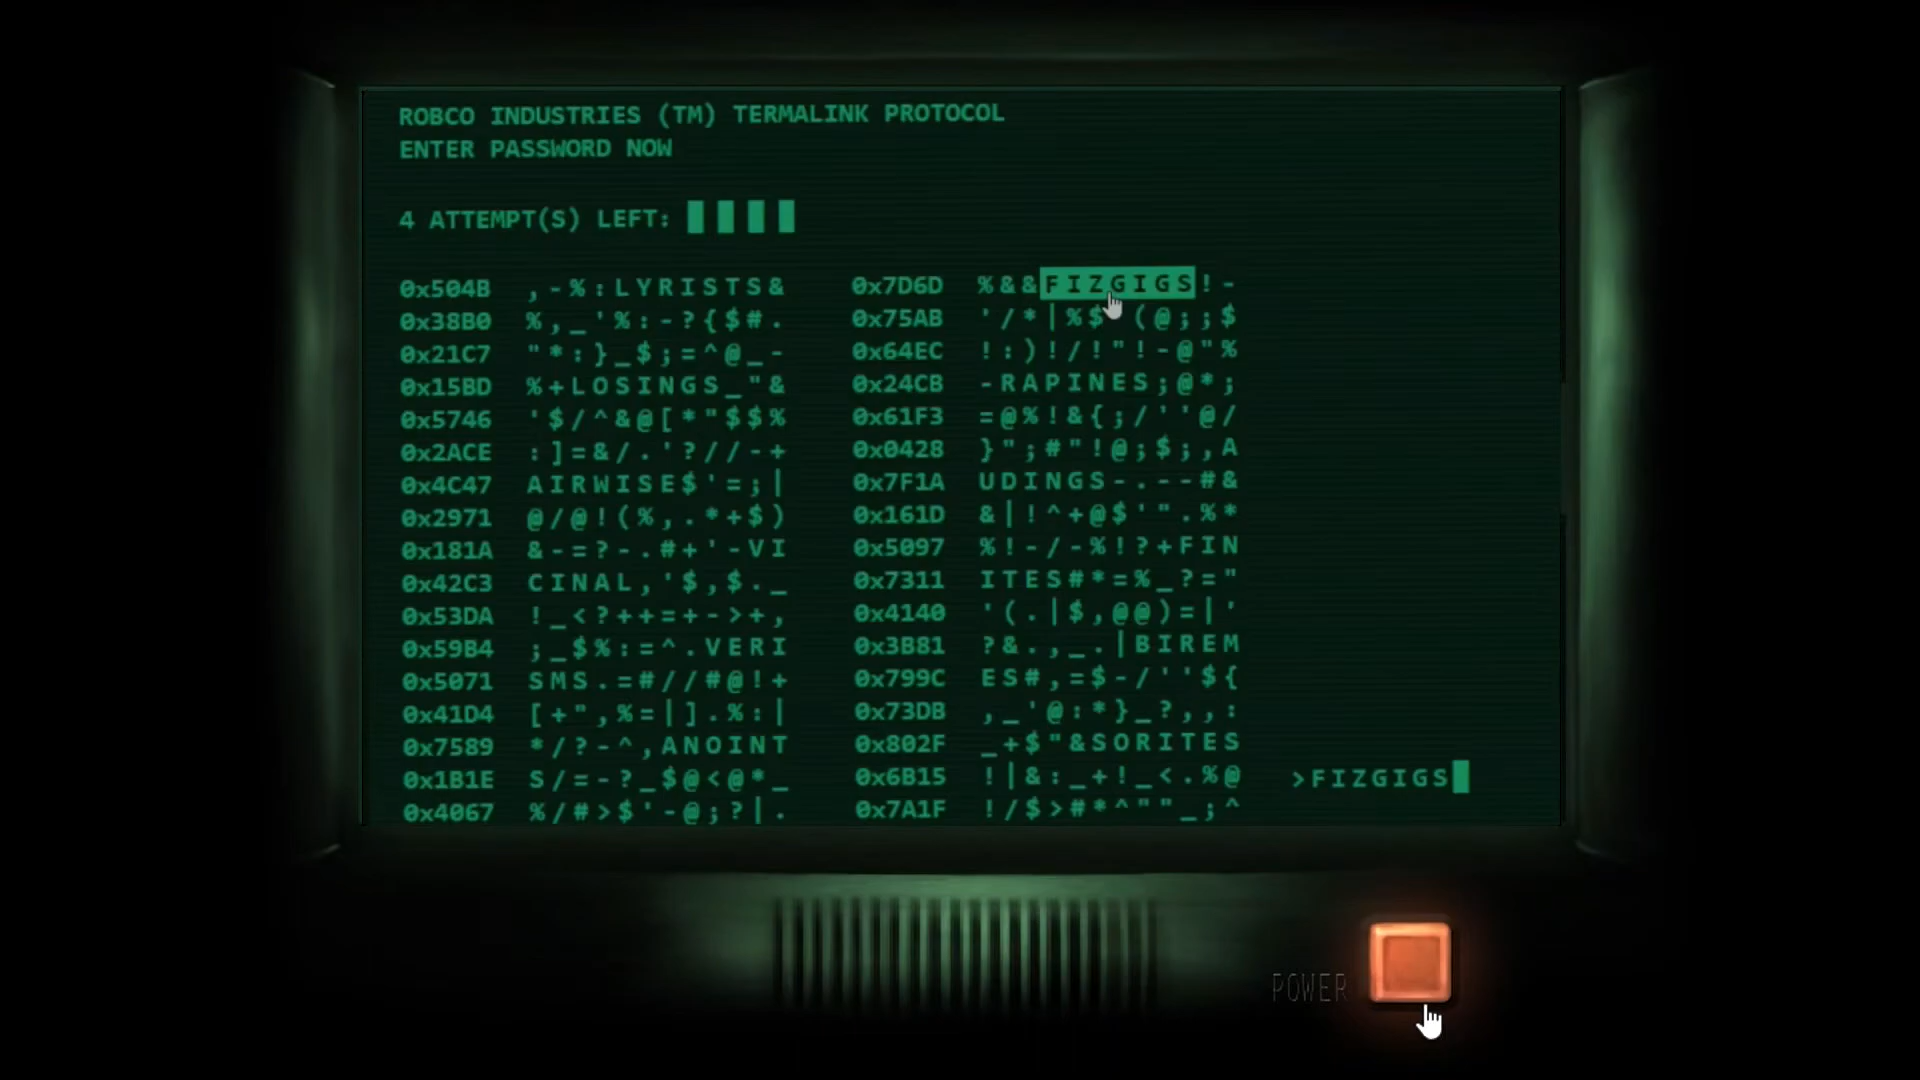 ROBCO INDUSTRIES (TM) TERMALINK PROTOCOL
ENTER PASSWORD NOW
4 ATTEMPT(S) LEFT:
0x504B ,-%:LYRISTS&
0x38B0 %,_'%:-?{$#.
0x21C7 "*:}_$;=^@_-
0x15BD %+LOSINGS_"&
0x5746 '$/^&@[*"$$%
0x2ACE :]=&/.'?//-+
0x4C47 AIRWISE$'=;|
0x2971 @/@!(%,.*+$)
0x181A &-=?-.#+'-VI
0x42C3 CINAL,'$,$._
0x53DA !_<?++=+->+,
0x59B4 ;_$%:=^.VERI
0x5071 SMS.=#//#@!+
0x41D4 [+",%=|].%:|
0x7589 */?-^,ANOINT
0x1B1E S/=-?_$@<@*_
0x4067 %/#>$'-@;?|.
0x7D6D %&&FIZGIGS!-
0x75AB '/*|%$ (@;;$
0x64EC !:)!/!"!-@"%
0x24CB -RAPINES;@*;
0x61F3 =@%!&{;/''@/
0x0428 }";#"!@;$;,A
0x7F1A UDINGS-.--#&
0x161D &|!^+@$'".%*
0x5097 %!-/-%!?+FIN
0x7311 ITES#*=%_?="
0x4140 '(.|$,@@)=|'
0x3B81 ?&.,_.|BIREM
0x799C ES#,=$-/''${
0x73DB ,_'@:*}_?,,:
0x802F _+$"&SORITES
0x6B15 !|&:_+!_<.%@
0x7A1F !/$>#*^""_;^
>FIZGIGS
POWER